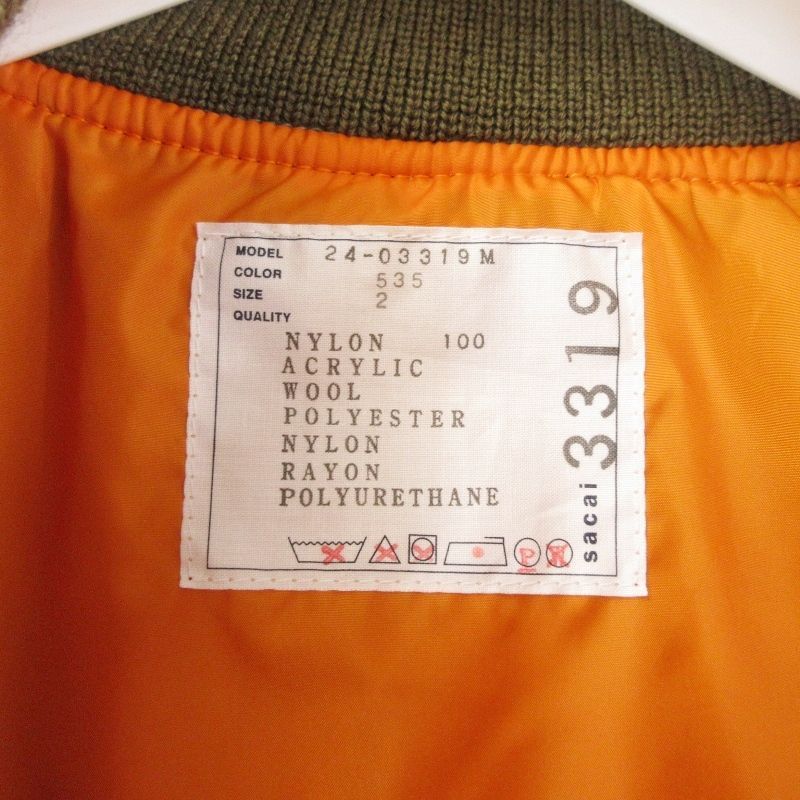 MODEL 24-03319M
COLOR 535
SIZE 2
QUALITY
NYLON 100
ACRYLIC
WOOL
POLYESTER
NYLON
RAYON
POLYURETHANE
P
sacai 3319